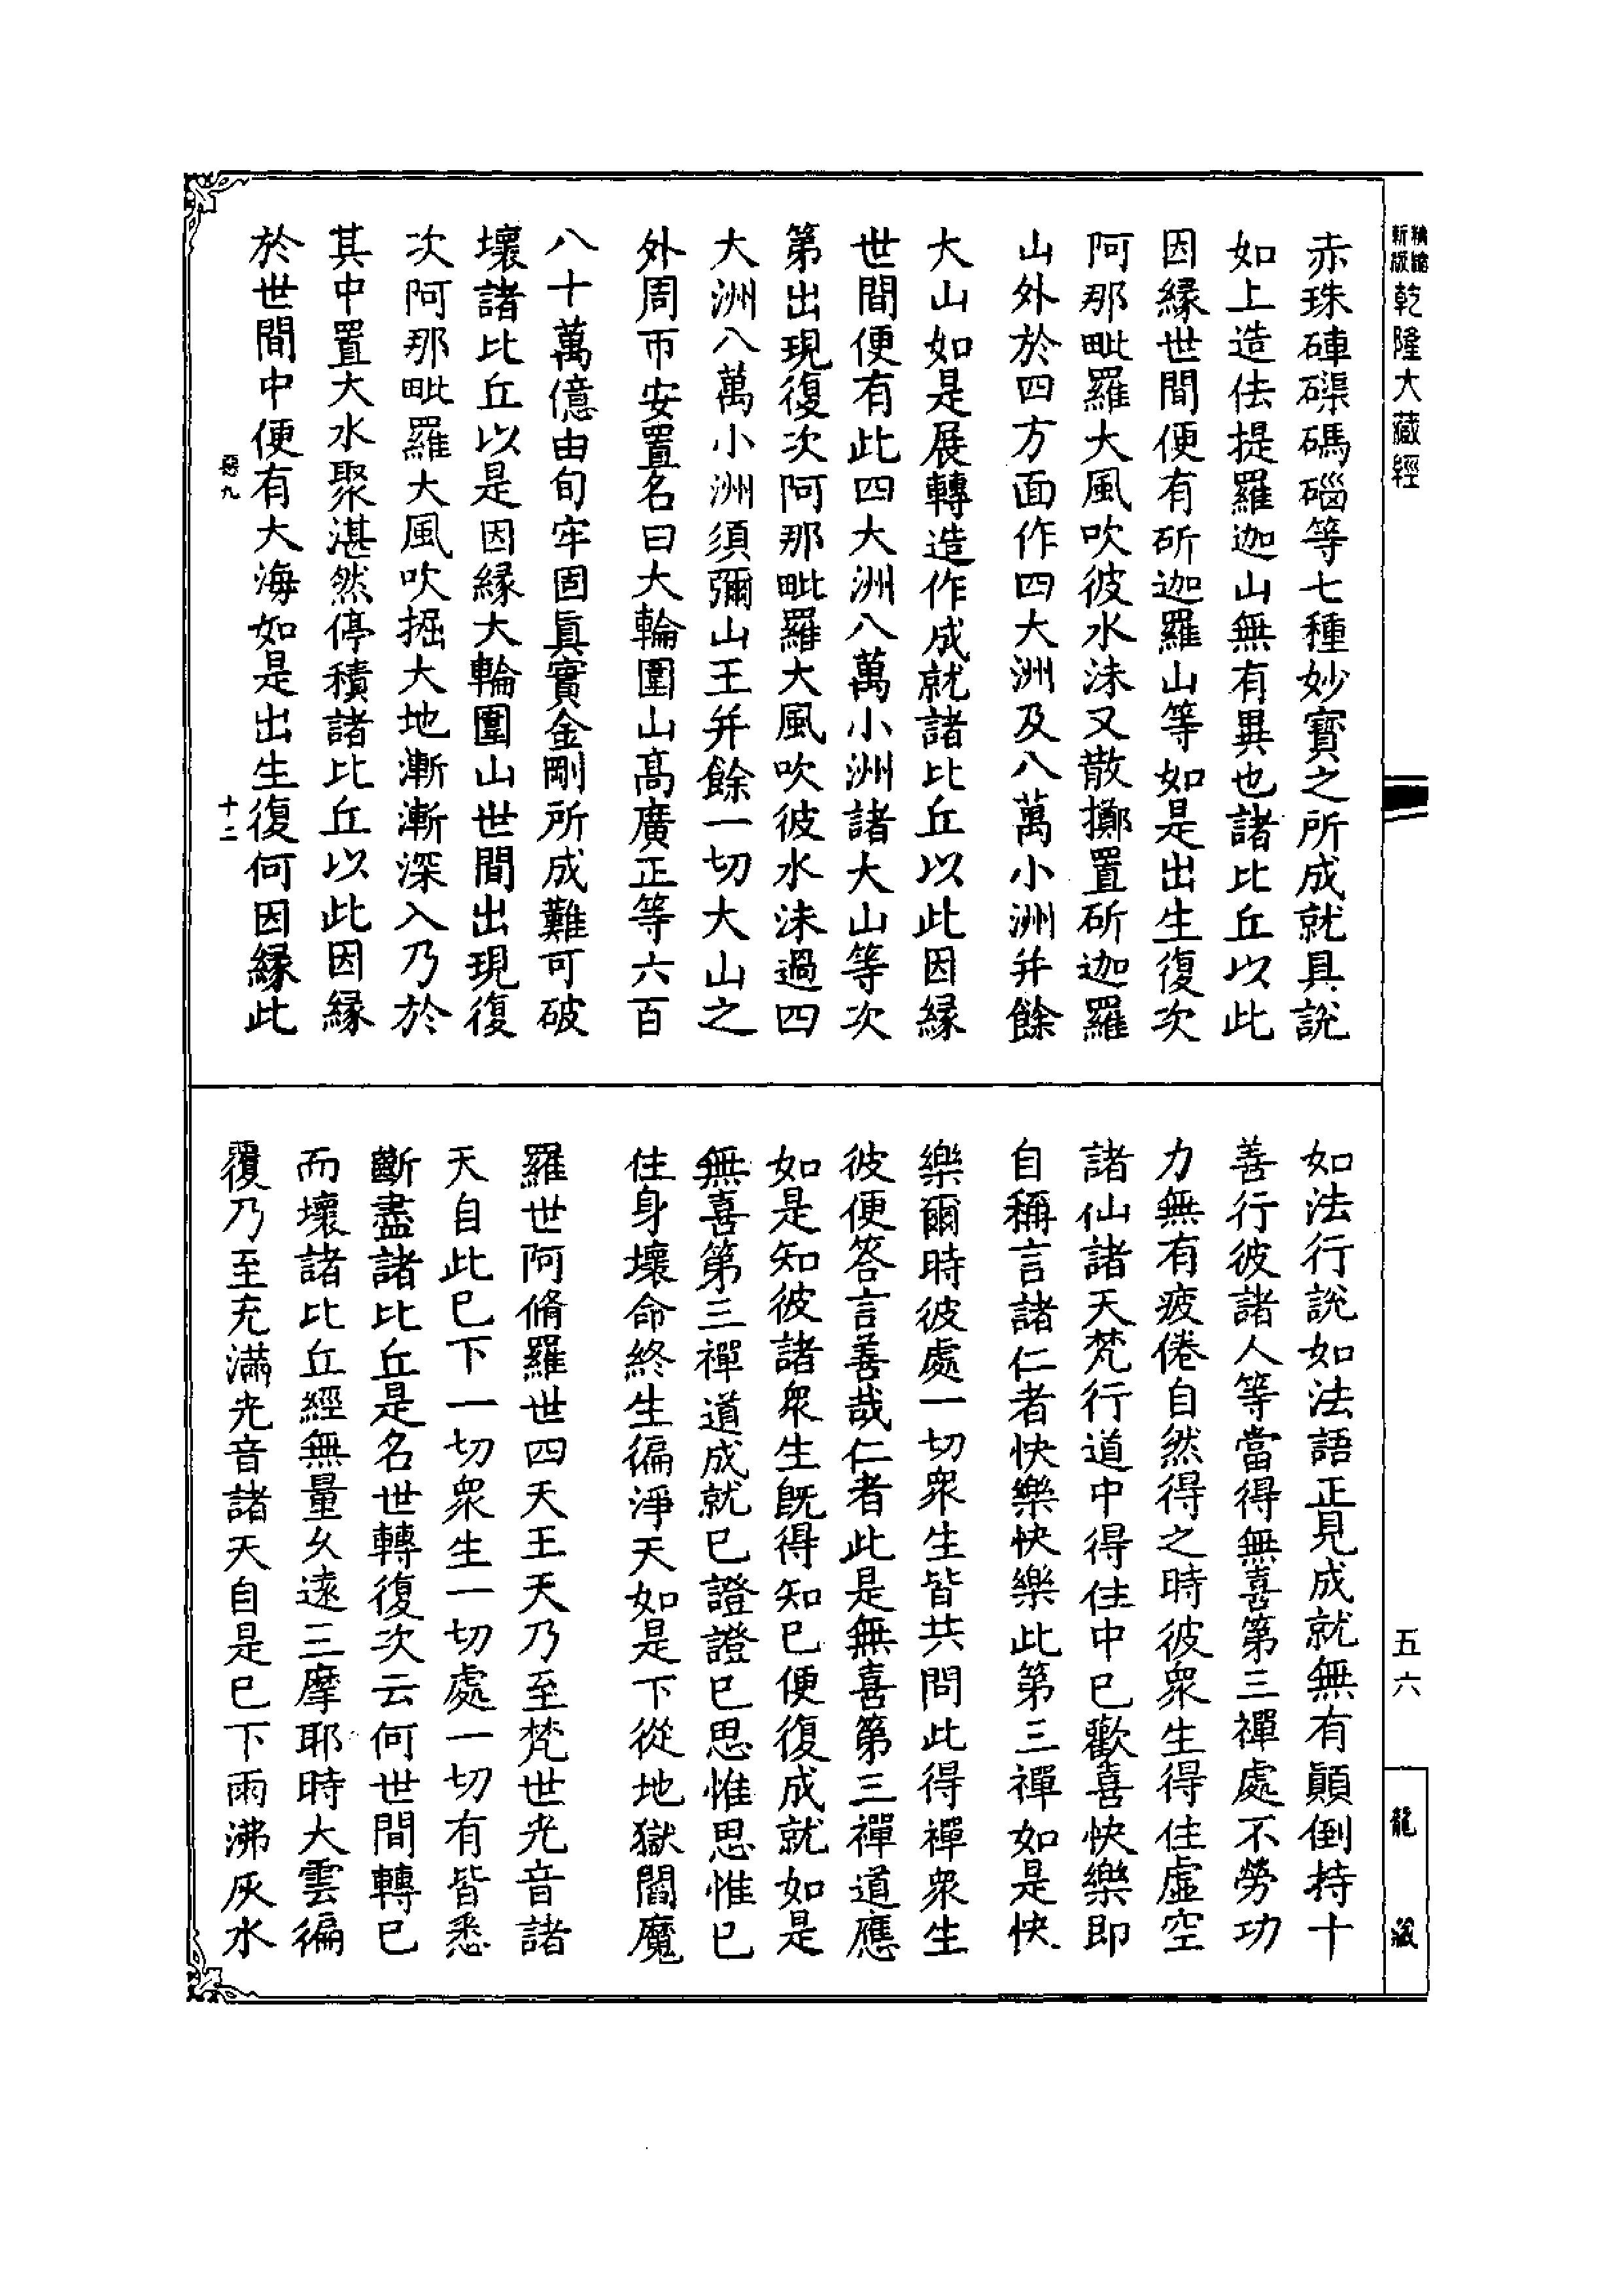 精縮
新版
乾隆大藏經
赤珠硨磲碼碯等七種妙寶之所成就具說
如上造佉提羅迦山無有異也諸比丘以此
因緣世間便有斫迦羅山等如是出生復次
阿那毗羅大風吹彼水沫又散擲置斫迦羅
山外於四方面作四大洲及八萬小洲并餘
大山如是展轉造作成就諸比丘以此因緣
世間便有此四大洲八萬小洲諸大山等次
第出現復次阿那毗羅大風吹彼水沫過四
大洲八萬小洲須彌山王并餘一切大山之
外周帀安置名曰大輪圍山高廣正等六百
八十萬億由旬牢固眞實金剛所成難可破
壞諸比丘以是因緣大輪圍山世間出現復
次阿那毗羅大風吹掘大地漸漸深入乃於
其中置大水聚湛然停積諸比丘以此因緣
於世間中便有大海如是出生復何因緣此
惡九
十二
如法行說如法語正見成就無有顚倒持十
善行彼諸人等當得無喜第三禪處不勞功
力無有疲倦自然得之時彼衆生得住虛空
諸仙諸天梵行道中得住中已歡喜快樂即
自稱言諸仁者快樂快樂此第三禪如是快
樂爾時彼處一切衆生皆共問此得禪衆生
彼便答言善哉仁者此是無喜第三禪道應
如是知彼諸衆生旣得知已便復成就如是
無喜第三禪道成就已證證已思惟思惟已
住身壞命終生徧淨天如是下從地獄閻魔
羅世阿脩羅世四天王天乃至梵世光音諸
天自此已下一切衆生一切處一切有皆悉
斷盡諸比丘是名世轉復次云何世間轉已
而壞諸比丘經無量久遠三摩耶時大雲徧
覆乃至充滿光音諸天自是已下雨沸灰水
五六
龍藏